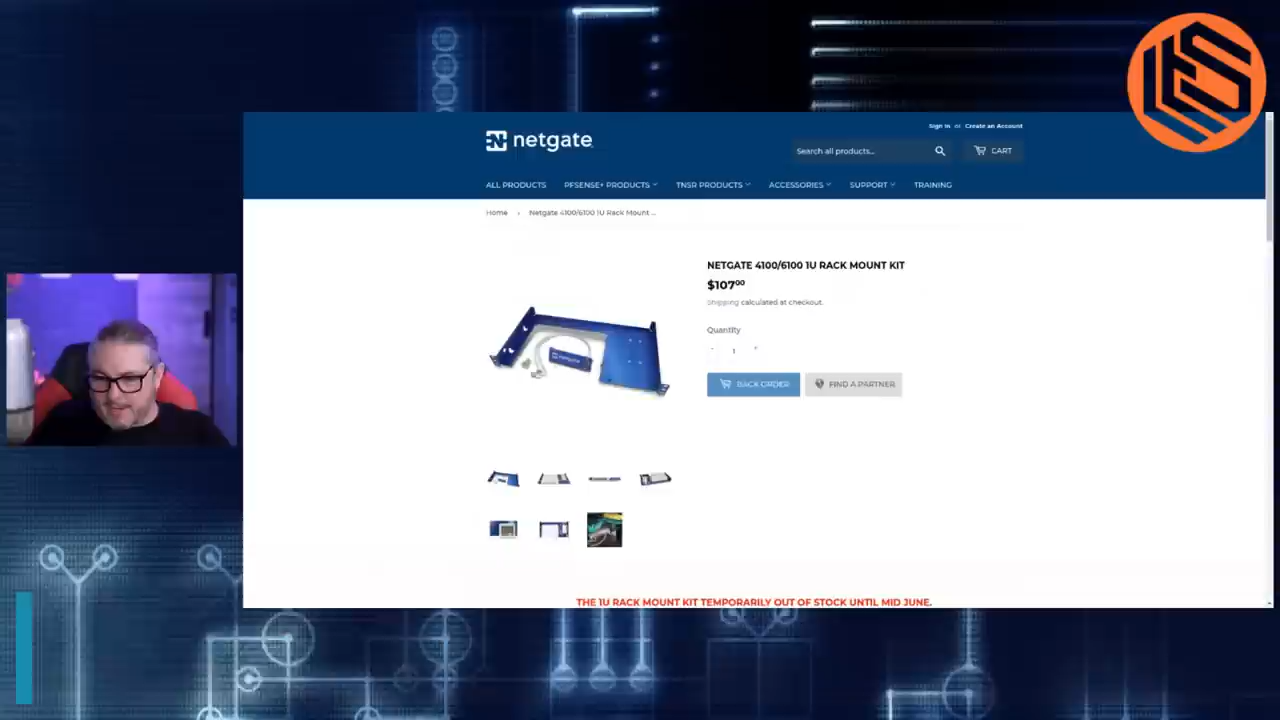 Sign in or Create an Account
netgate
Search all products...
CART
ALL PRODUCTS PFSENSE+ PRODUCTS TNSR PRODUCTS ACCESSORIES SUPPORT TRAINING
Home › Netgate 4100/6100 1U Rack Mount ...
NETGATE 4100/6100 1U RACK MOUNT KIT
$107.00
Shipping calculated at checkout.
Quantity
- 1 +
BACK ORDER FIND A PARTNER
netgate
THE 1U RACK MOUNT KIT TEMPORARILY OUT OF STOCK UNTIL MID JUNE.